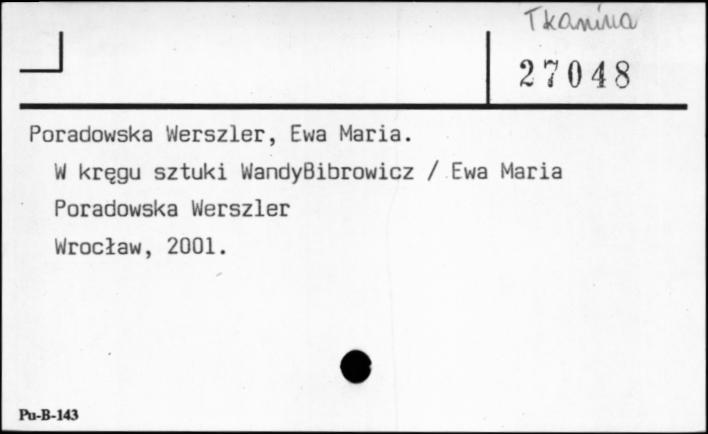 Tkanina
27048
Poradowska Werszler, Ewa Maria.
W kręgu sztuki WandyBibrowicz / Ewa Maria
Poradowska Werszler
Wrocław, 2001.
Pu-B-143